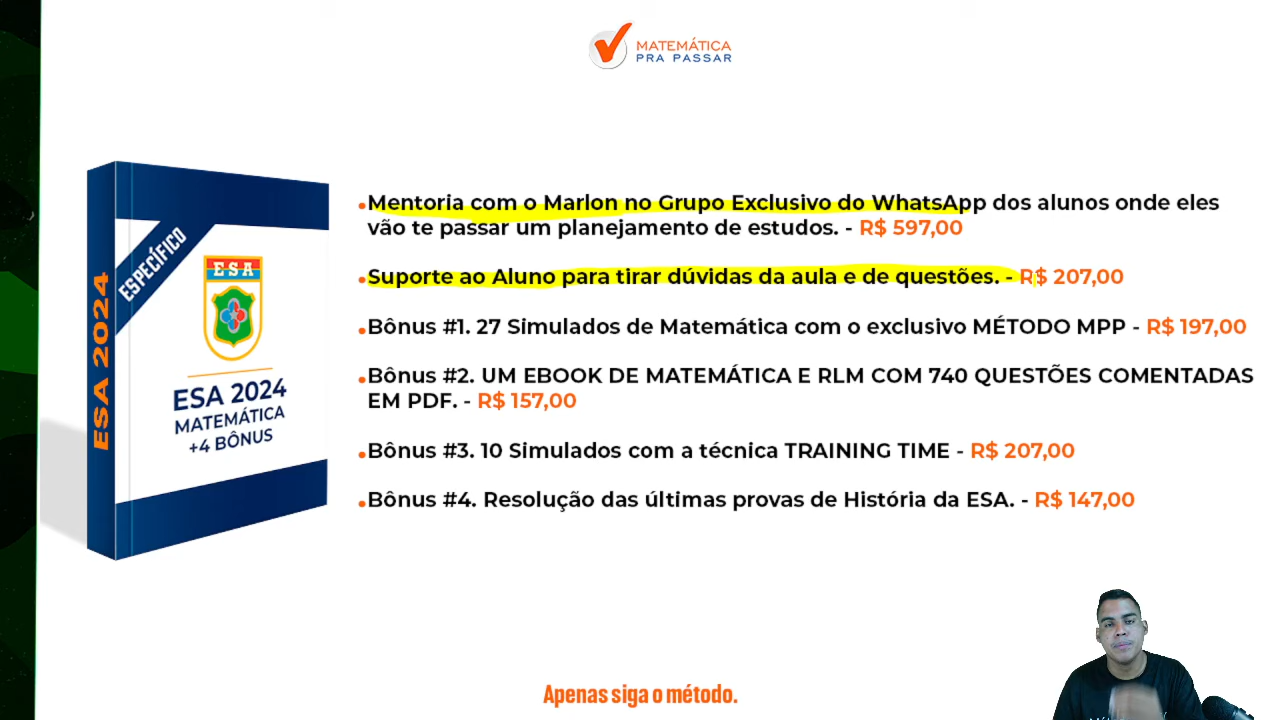 MATEMÁTICA
PRA PASSAR
•Mentoria com o Marlon no Grupo Exclusivo do WhatsApp dos alunos onde eles
vão te passar um planejamento de estudos. - R$ 597,00
•Suporte ao Aluno para tirar dúvidas da aula e de questões. - R$ 207,00
•Bônus #1. 27 Simulados de Matemática com o exclusivo MÉTODO MPP - R$ 197,00
•Bônus #2. UM EBOOK DE MATEMÁTICA E RLM COM 740 QUESTÕES COMENTADAS
EM PDF. - R$ 157,00
•Bônus #3. 10 Simulados com a técnica TRAINING TIME - R$ 207,00
•Bônus #4. Resolução das últimas provas de História da ESA. - R$ 147,00
ESA 2024
ESPECÍFICO
ESA
ESA 2024
MATEMÁTICA
+4 BÔNUS
Apenas siga o método.